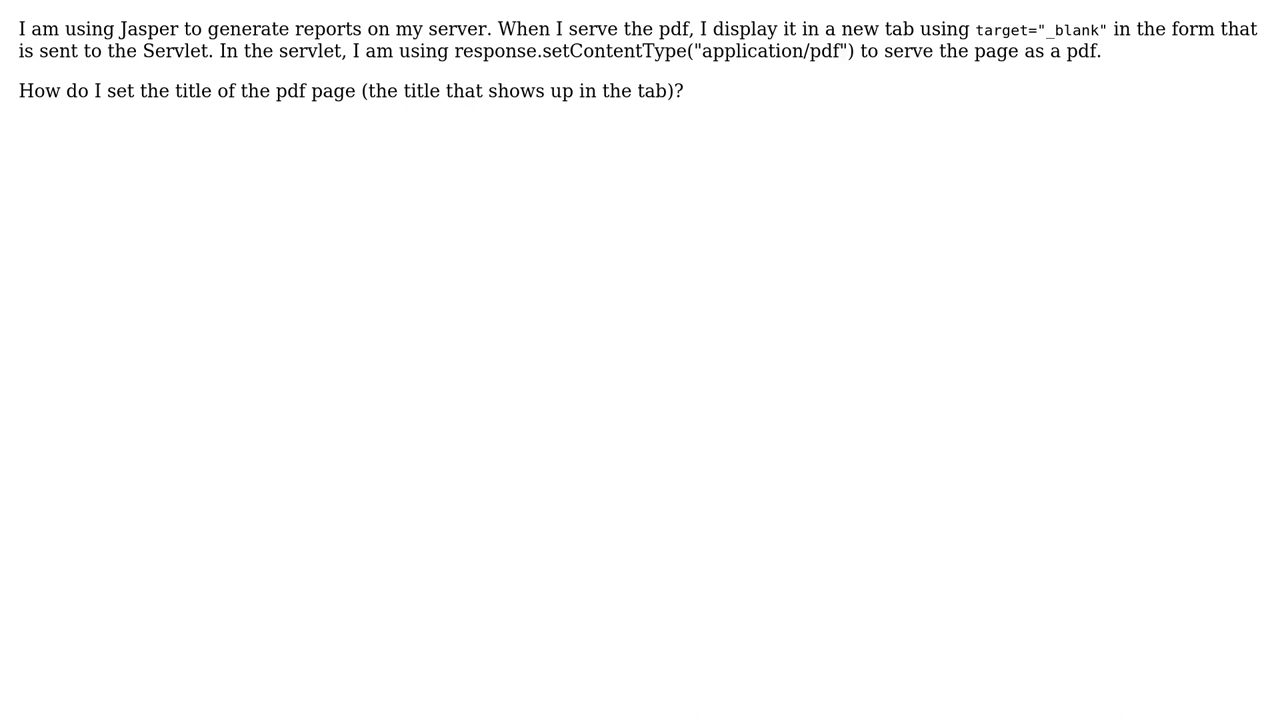 I am using Jasper to generate reports on my server. When I serve the pdf, I display it in a new tab using target="_blank" in the form that
is sent to the Servlet. In the servlet, I am using response.setContentType("application/pdf") to serve the page as a pdf.
How do I set the title of the pdf page (the title that shows up in the tab)?